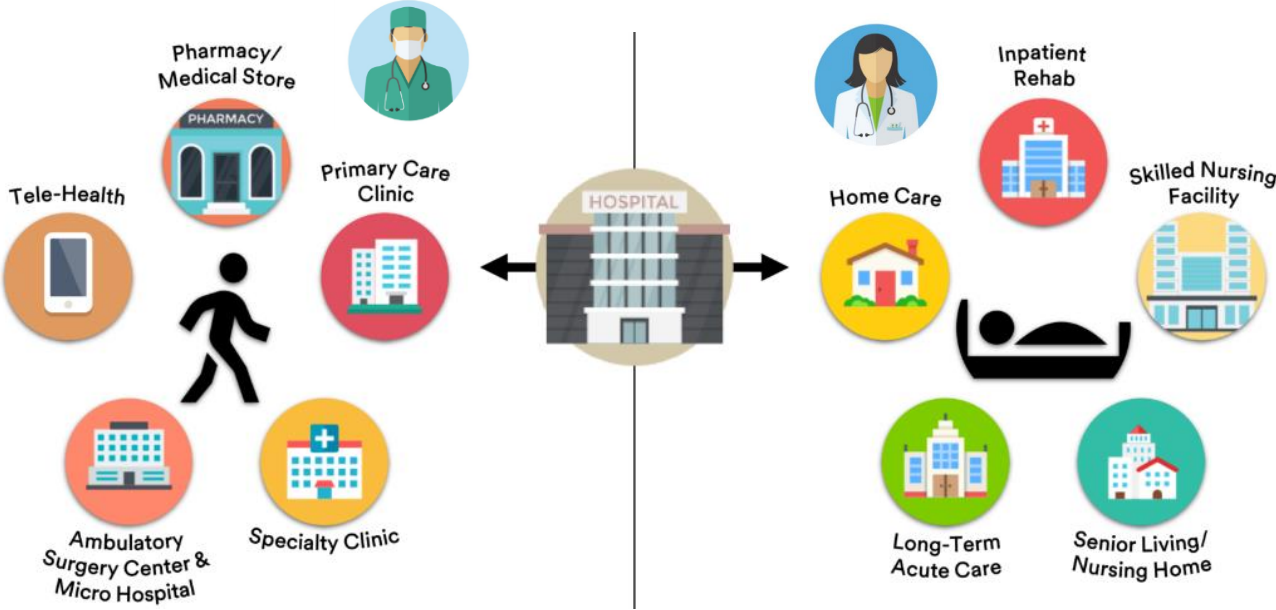 Pharmacy/
Medical Store
PHARMACY
Tele-Health
Primary Care
Clinic
Ambulatory
Surgery Center &
Micro Hospital
Specialty Clinic
HOSPITAL
Inpatient
Rehab
Home Care
Skilled Nursing
Facility
Long-Term
Acute Care
Senior Living/
Nursing Home